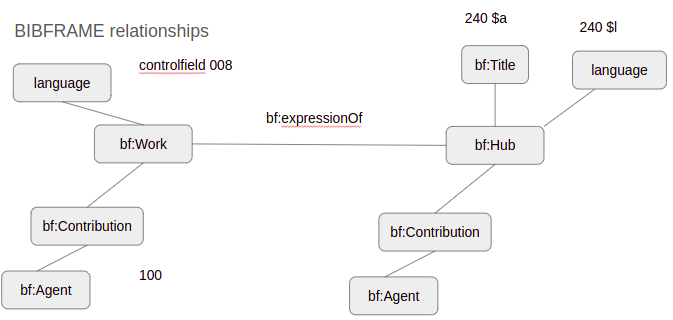 BIBFRAME relationships
240 $a
240 $l
controlfield 008
language
bf:Title
language
bf:expressionOf
bf:Work
bf:Hub
bf:Contribution
bf:Contribution
100
bf:Agent
bf:Agent